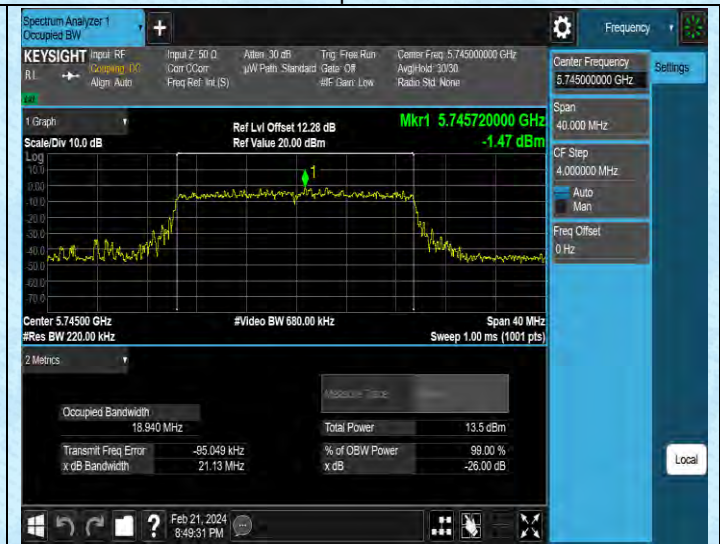 Spectrum Analyzer 1
Occupied BW
Frequency
KEYSIGHT
Input: RF
Coupling: DC
Align: Auto
Input Z: 50 Ω
Corr CCorr
Freq Ref: Int (S)
Atten: 30 dB
µW Path: Standard
Trig: Free Run
Gate: Off
#IF Gain: Low
Center Freq: 5.745000000 GHz
Avg|Hold: 30/30
Radio Std: None
Center Frequency
5.745000000 GHz
Settings
Span
40.000 MHz
CF Step
4.000000 MHz
Auto
Man
Freq Offset
0 Hz
1 Graph
Scale/Div 10.0 dB
Ref Lvl Offset 12.28 dB
Ref Value 20.00 dBm
Mkr1 5.745720000 GHz
-1.47 dBm
Log
10.0
0.00
-10.0
-20.0
-30.0
-40.0
-50.0
-60.0
-70.0
1
Center 5.74500 GHz
#Res BW 220.00 kHz
#Video BW 680.00 kHz
Span 40 MHz
Sweep 1.00 ms (1001 pts)
2 Metrics
Measure Trace
Occupied Bandwidth
18.940 MHz
Total Power 13.5 dBm
Transmit Freq Error -95.049 kHz
% of OBW Power 99.00 %
x dB Bandwidth 21.13 MHz
x dB -26.00 dB
Local
?
Feb 21, 2024
8:49:31 PM